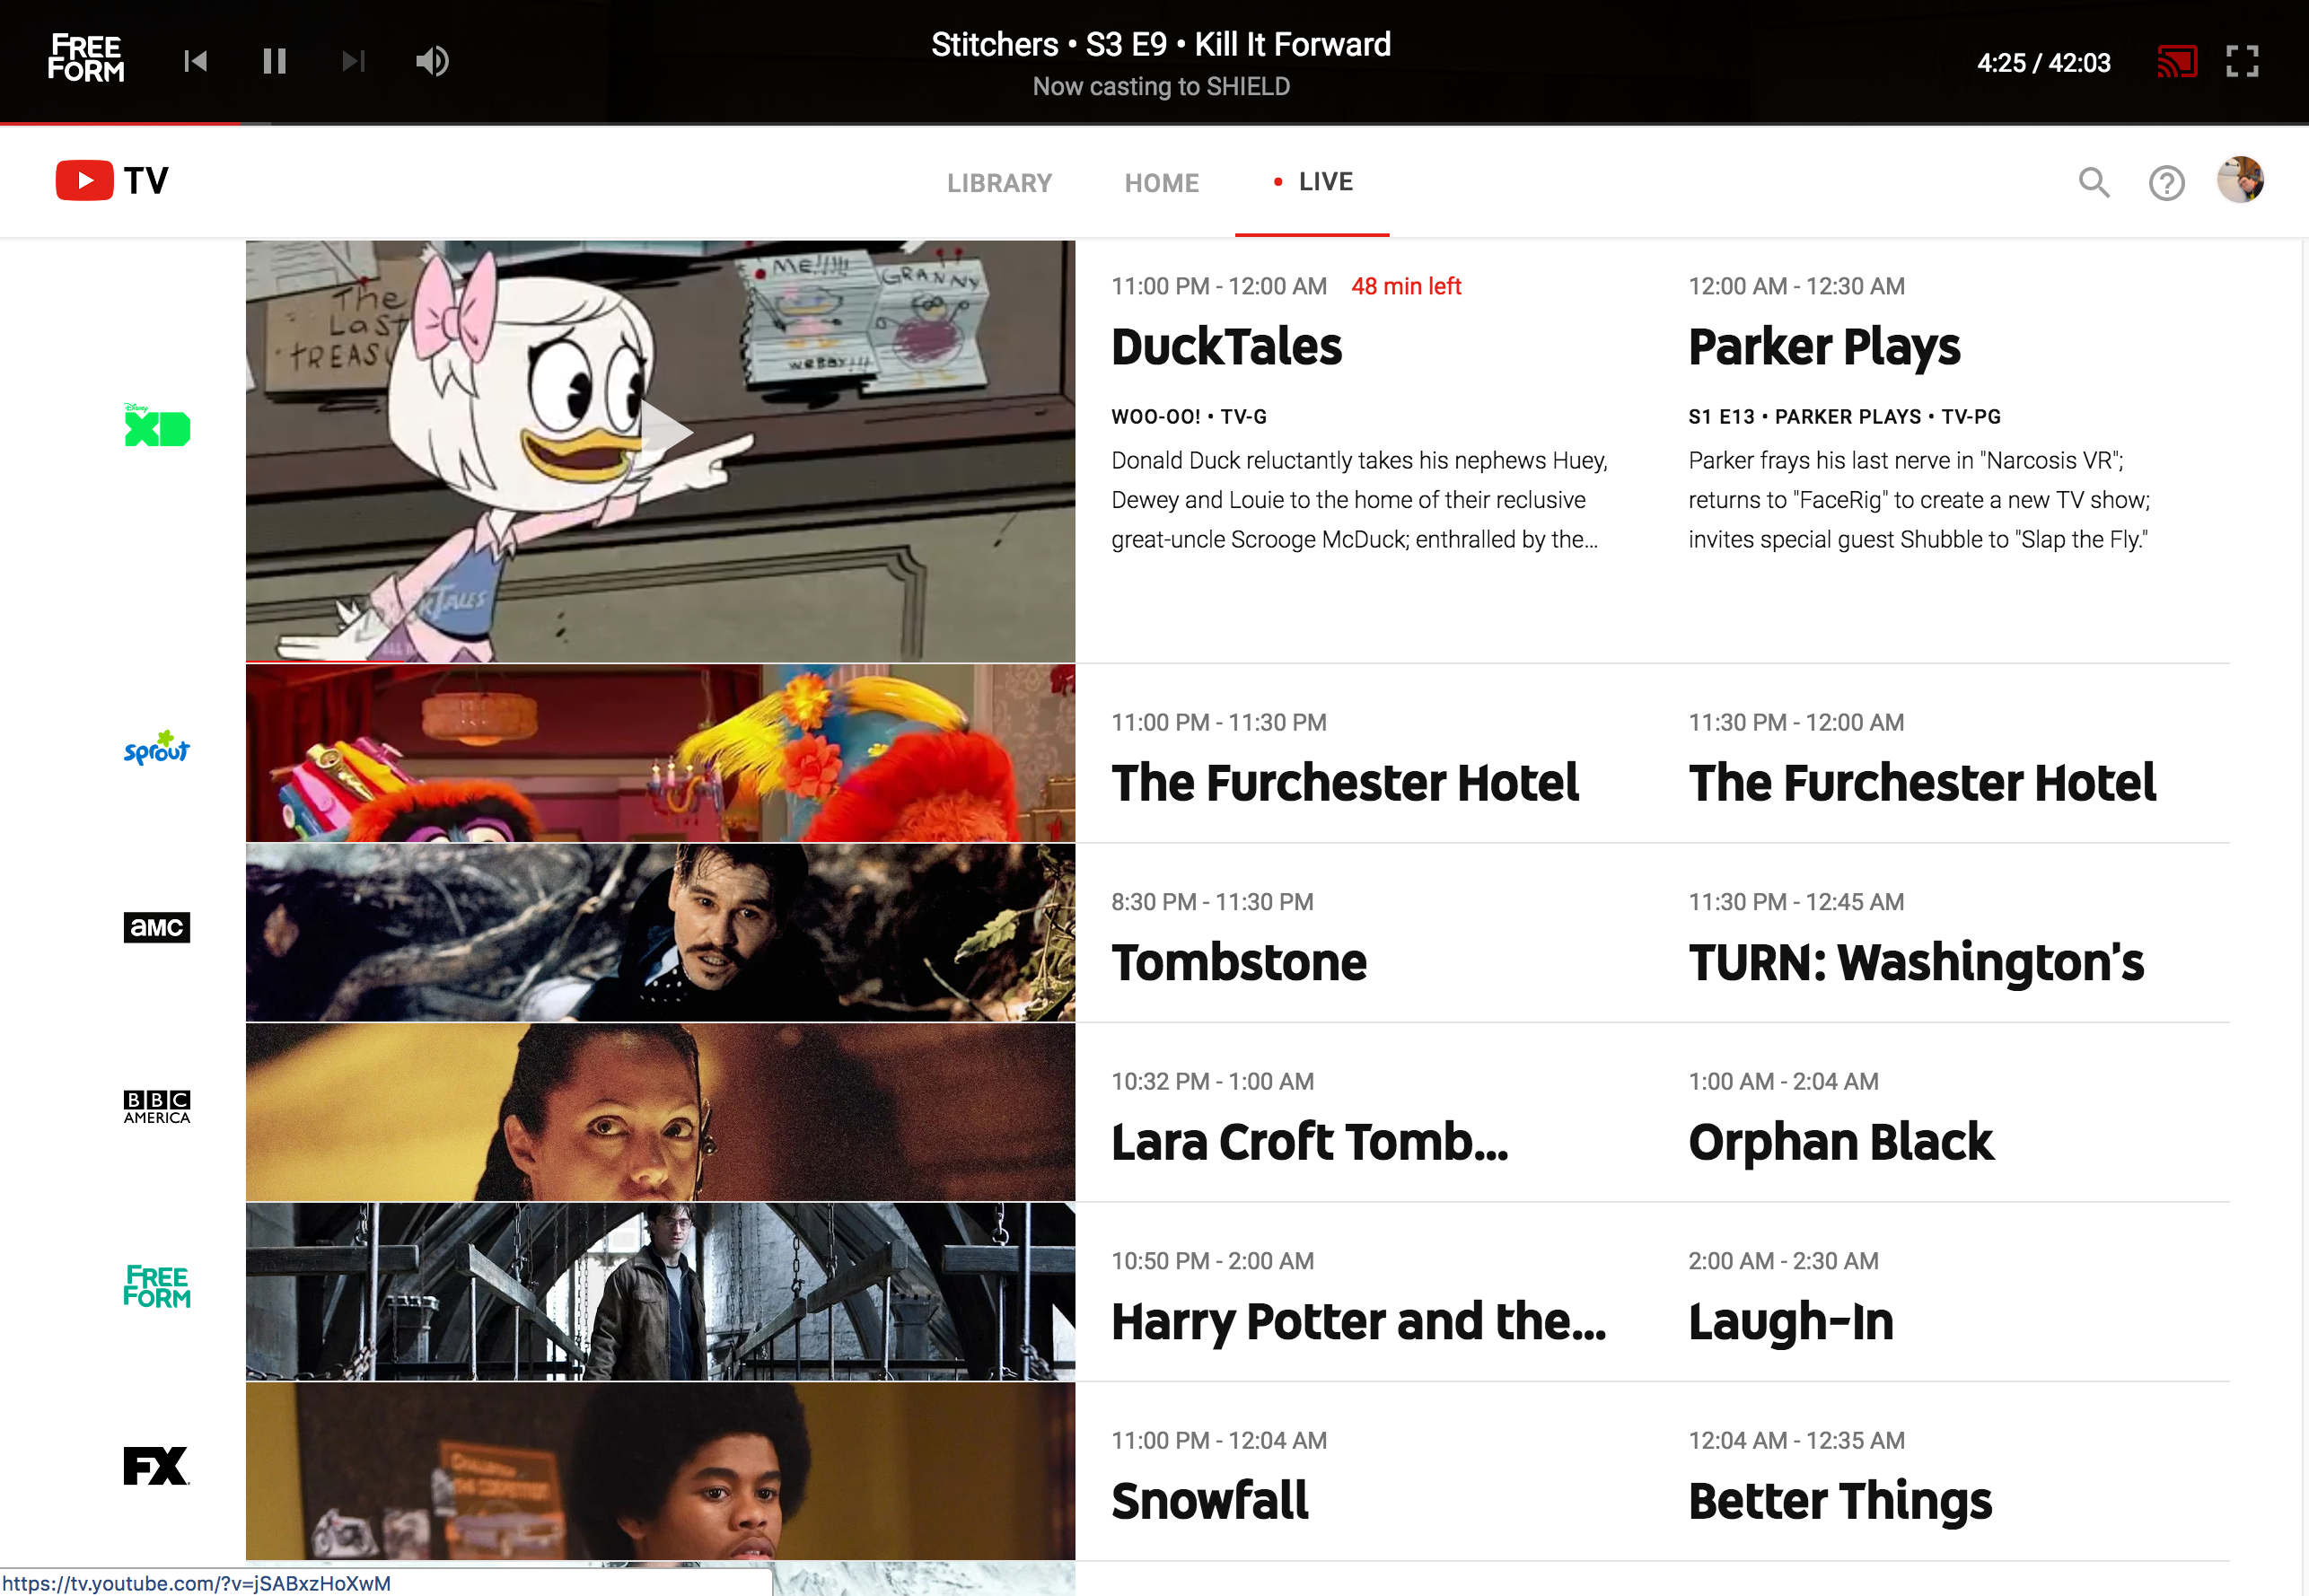 FREE
FORM
Stitchers • S3 E9 • Kill It Forward
Now casting to SHIELD
4:25 / 42:03
TV
LIBRARY
HOME
• LIVE
Disney
XD
The
LasT
ME!!!!!
GRANNY
WEBBY!!!
11:00 PM - 12:00 AM 48 min left
DuckTales
WOO-OO! • TV-G
Donald Duck reluctantly takes his nephews Huey,
Dewey and Louie to the home of their reclusive
great-uncle Scrooge McDuck; enthralled by the...
12:00 AM - 12:30 AM
Parker Plays
S1 E13 • PARKER PLAYS • TV-PG
Parker frays his last nerve in "Narcosis VR";
returns to "FaceRig" to create a new TV show;
invites special guest Shubble to "Slap the Fly."
sprout
11:00 PM - 11:30 PM
The Furchester Hotel
11:30 PM - 12:00 AM
The Furchester Hotel
aMC
8:30 PM - 11:30 PM
Tombstone
11:30 PM - 12:45 AM
TURN: Washington's
BBC
AMERICA
10:32 PM - 1:00 AM
Lara Croft Tomb...
1:00 AM - 2:04 AM
Orphan Black
FREE
FORM
10:50 PM - 2:00 AM
Harry Potter and the...
2:00 AM - 2:30 AM
Laugh-In
FX
11:00 PM - 12:04 AM
Snowfall
12:04 AM - 12:35 AM
Better Things
https://tv.youtube.com/?v=jSABxzHoXwM